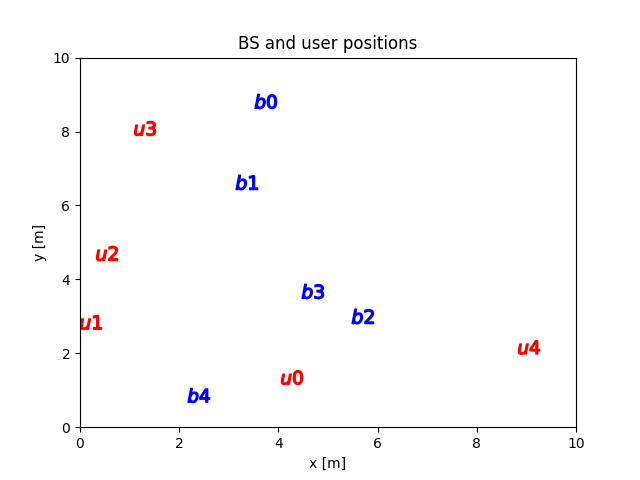 BS and user positions
10
b0
u3
8
b1
6
u2
y [m]
4
b3
b2
u1
u4
2
u0
b4
0
0 2 4 6 8 10
x [m]